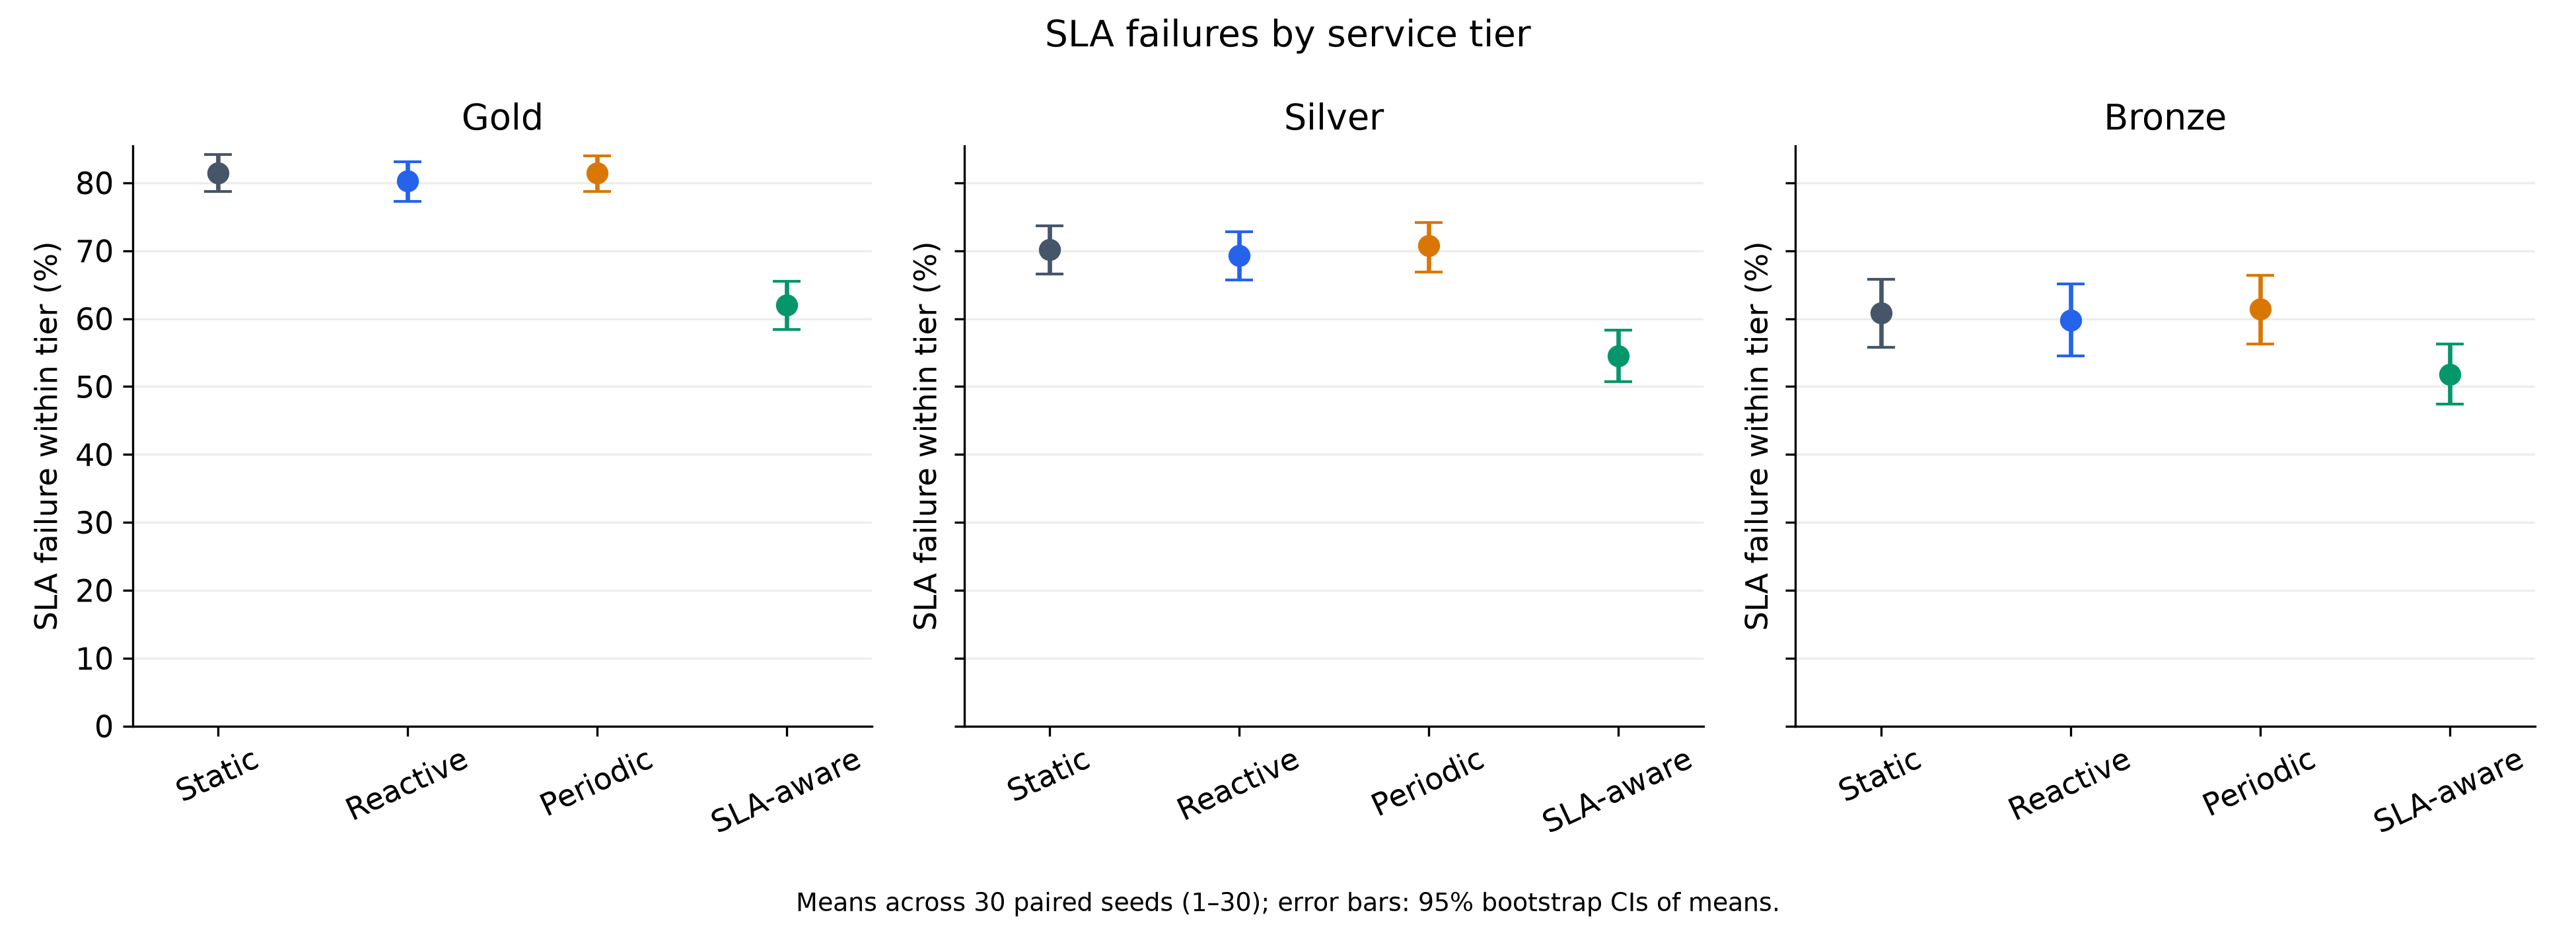 SLA failures by service tier
Gold
SLA failure within tier (%)
80
70
60
50
40
30
20
10
0
Static
Reactive
Periodic
SLA-aware
Silver
SLA failure within tier (%)
Static
Reactive
Periodic
SLA-aware
Bronze
SLA failure within tier (%)
Static
Reactive
Periodic
SLA-aware
Means across 30 paired seeds (1–30); error bars: 95% bootstrap CIs of means.